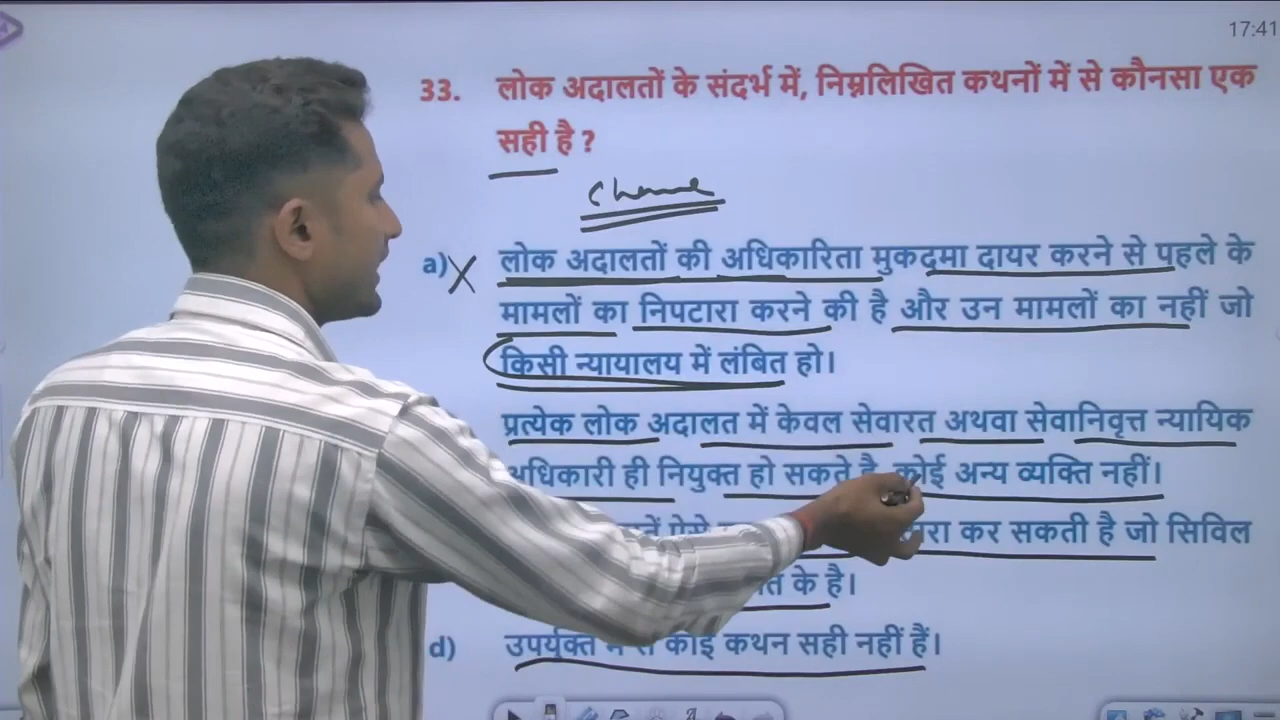 17:41
33. लोक अदालतों के संदर्भ में, निम्नलिखित कथनों में से कौनसा एक
सही है ?
a) X लोक अदालतों की अधिकारिता मुकदमा दायर करने से पहले के
मामलों का निपटारा करने की है और उन मामलों का नहीं जो
किसी न्यायालय में लंबित हो।
प्रत्येक लोक अदालत में केवल सेवारत अथवा सेवानिवृत्त न्यायिक
अधिकारी ही नियुक्त हो सकते है, कोई अन्य व्यक्ति नहीं।
कर सकती है जो सिविल
के है।
d) उपर्युक्त में से कोई कथन सही नहीं हैं।